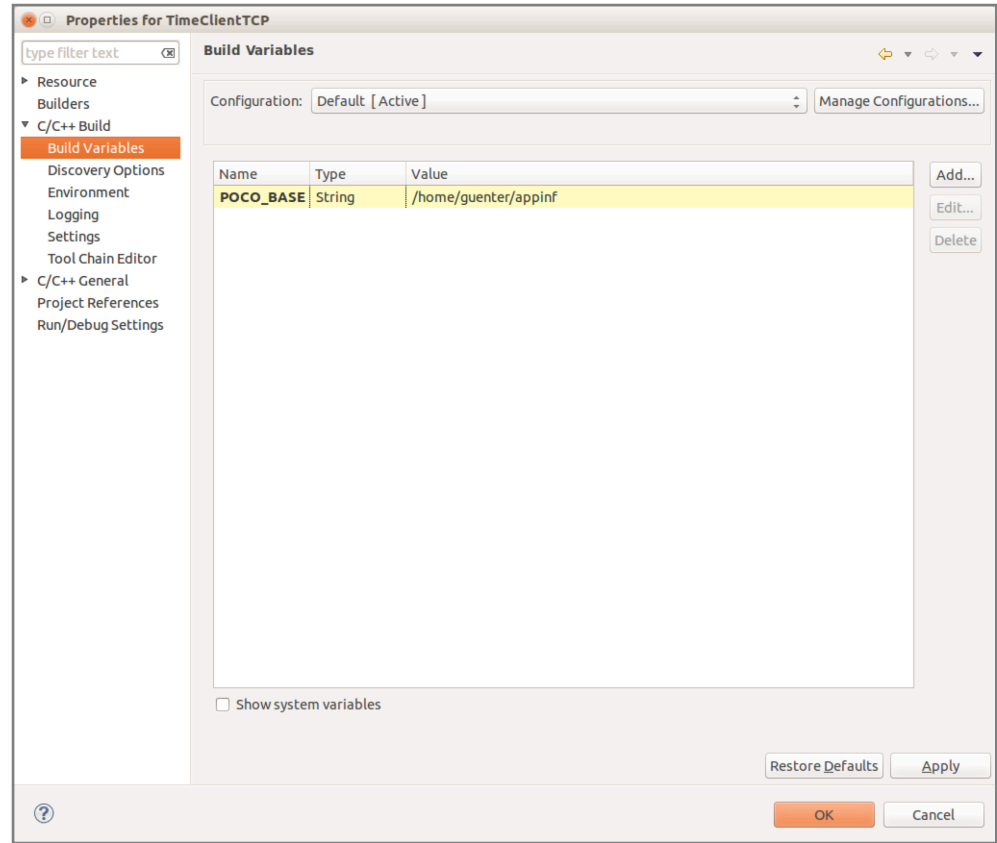 Properties for TimeClientTCP
type filter text
Build Variables
Resource
Builders
C/C++ Build
Build Variables
Discovery Options
Environment
Logging
Settings
Tool Chain Editor
C/C++ General
Project References
Run/Debug Settings
Configuration: Default [ Active ] Manage Configurations...
Name Type Value
POCO_BASE String /home/guenter/appinf
Add...
Edit...
Delete
Show system variables
Restore Defaults Apply
OK Cancel